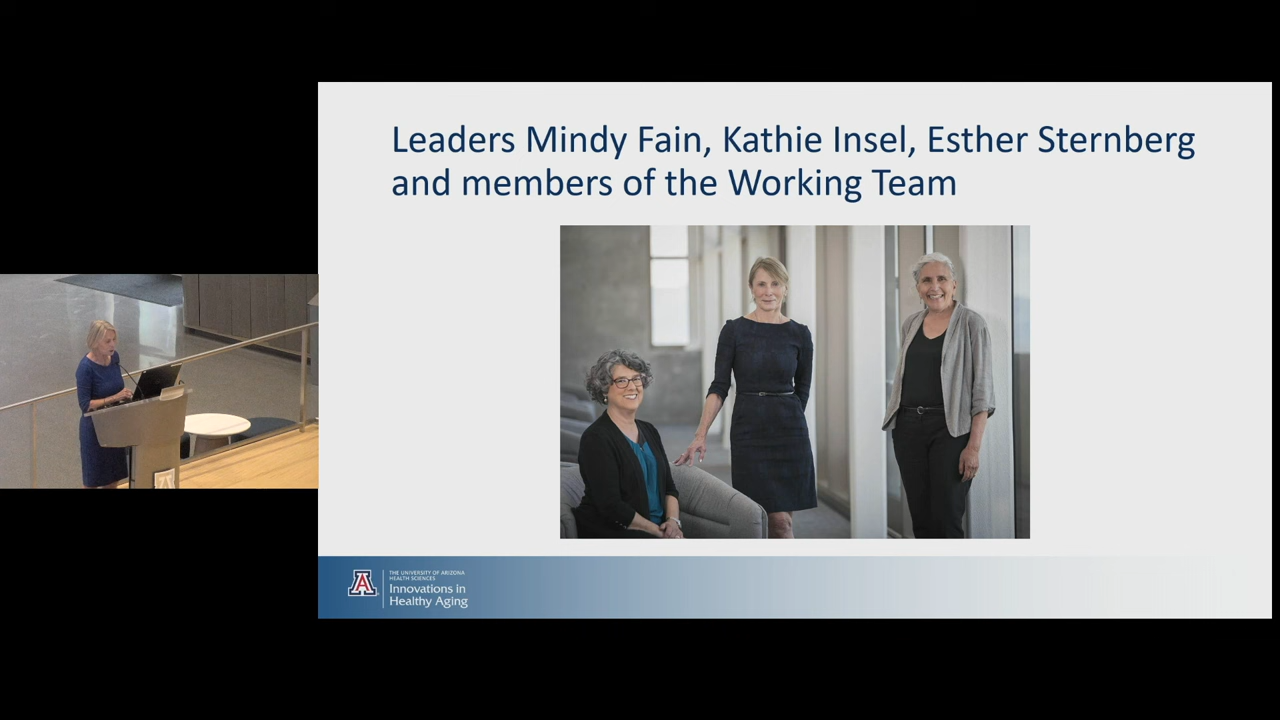 Leaders Mindy Fain, Kathie Insel, Esther Sternberg
and members of the Working Team
A
THE UNIVERSITY OF ARIZONA
HEALTH SCIENCES
Innovations in
Healthy Aging
A